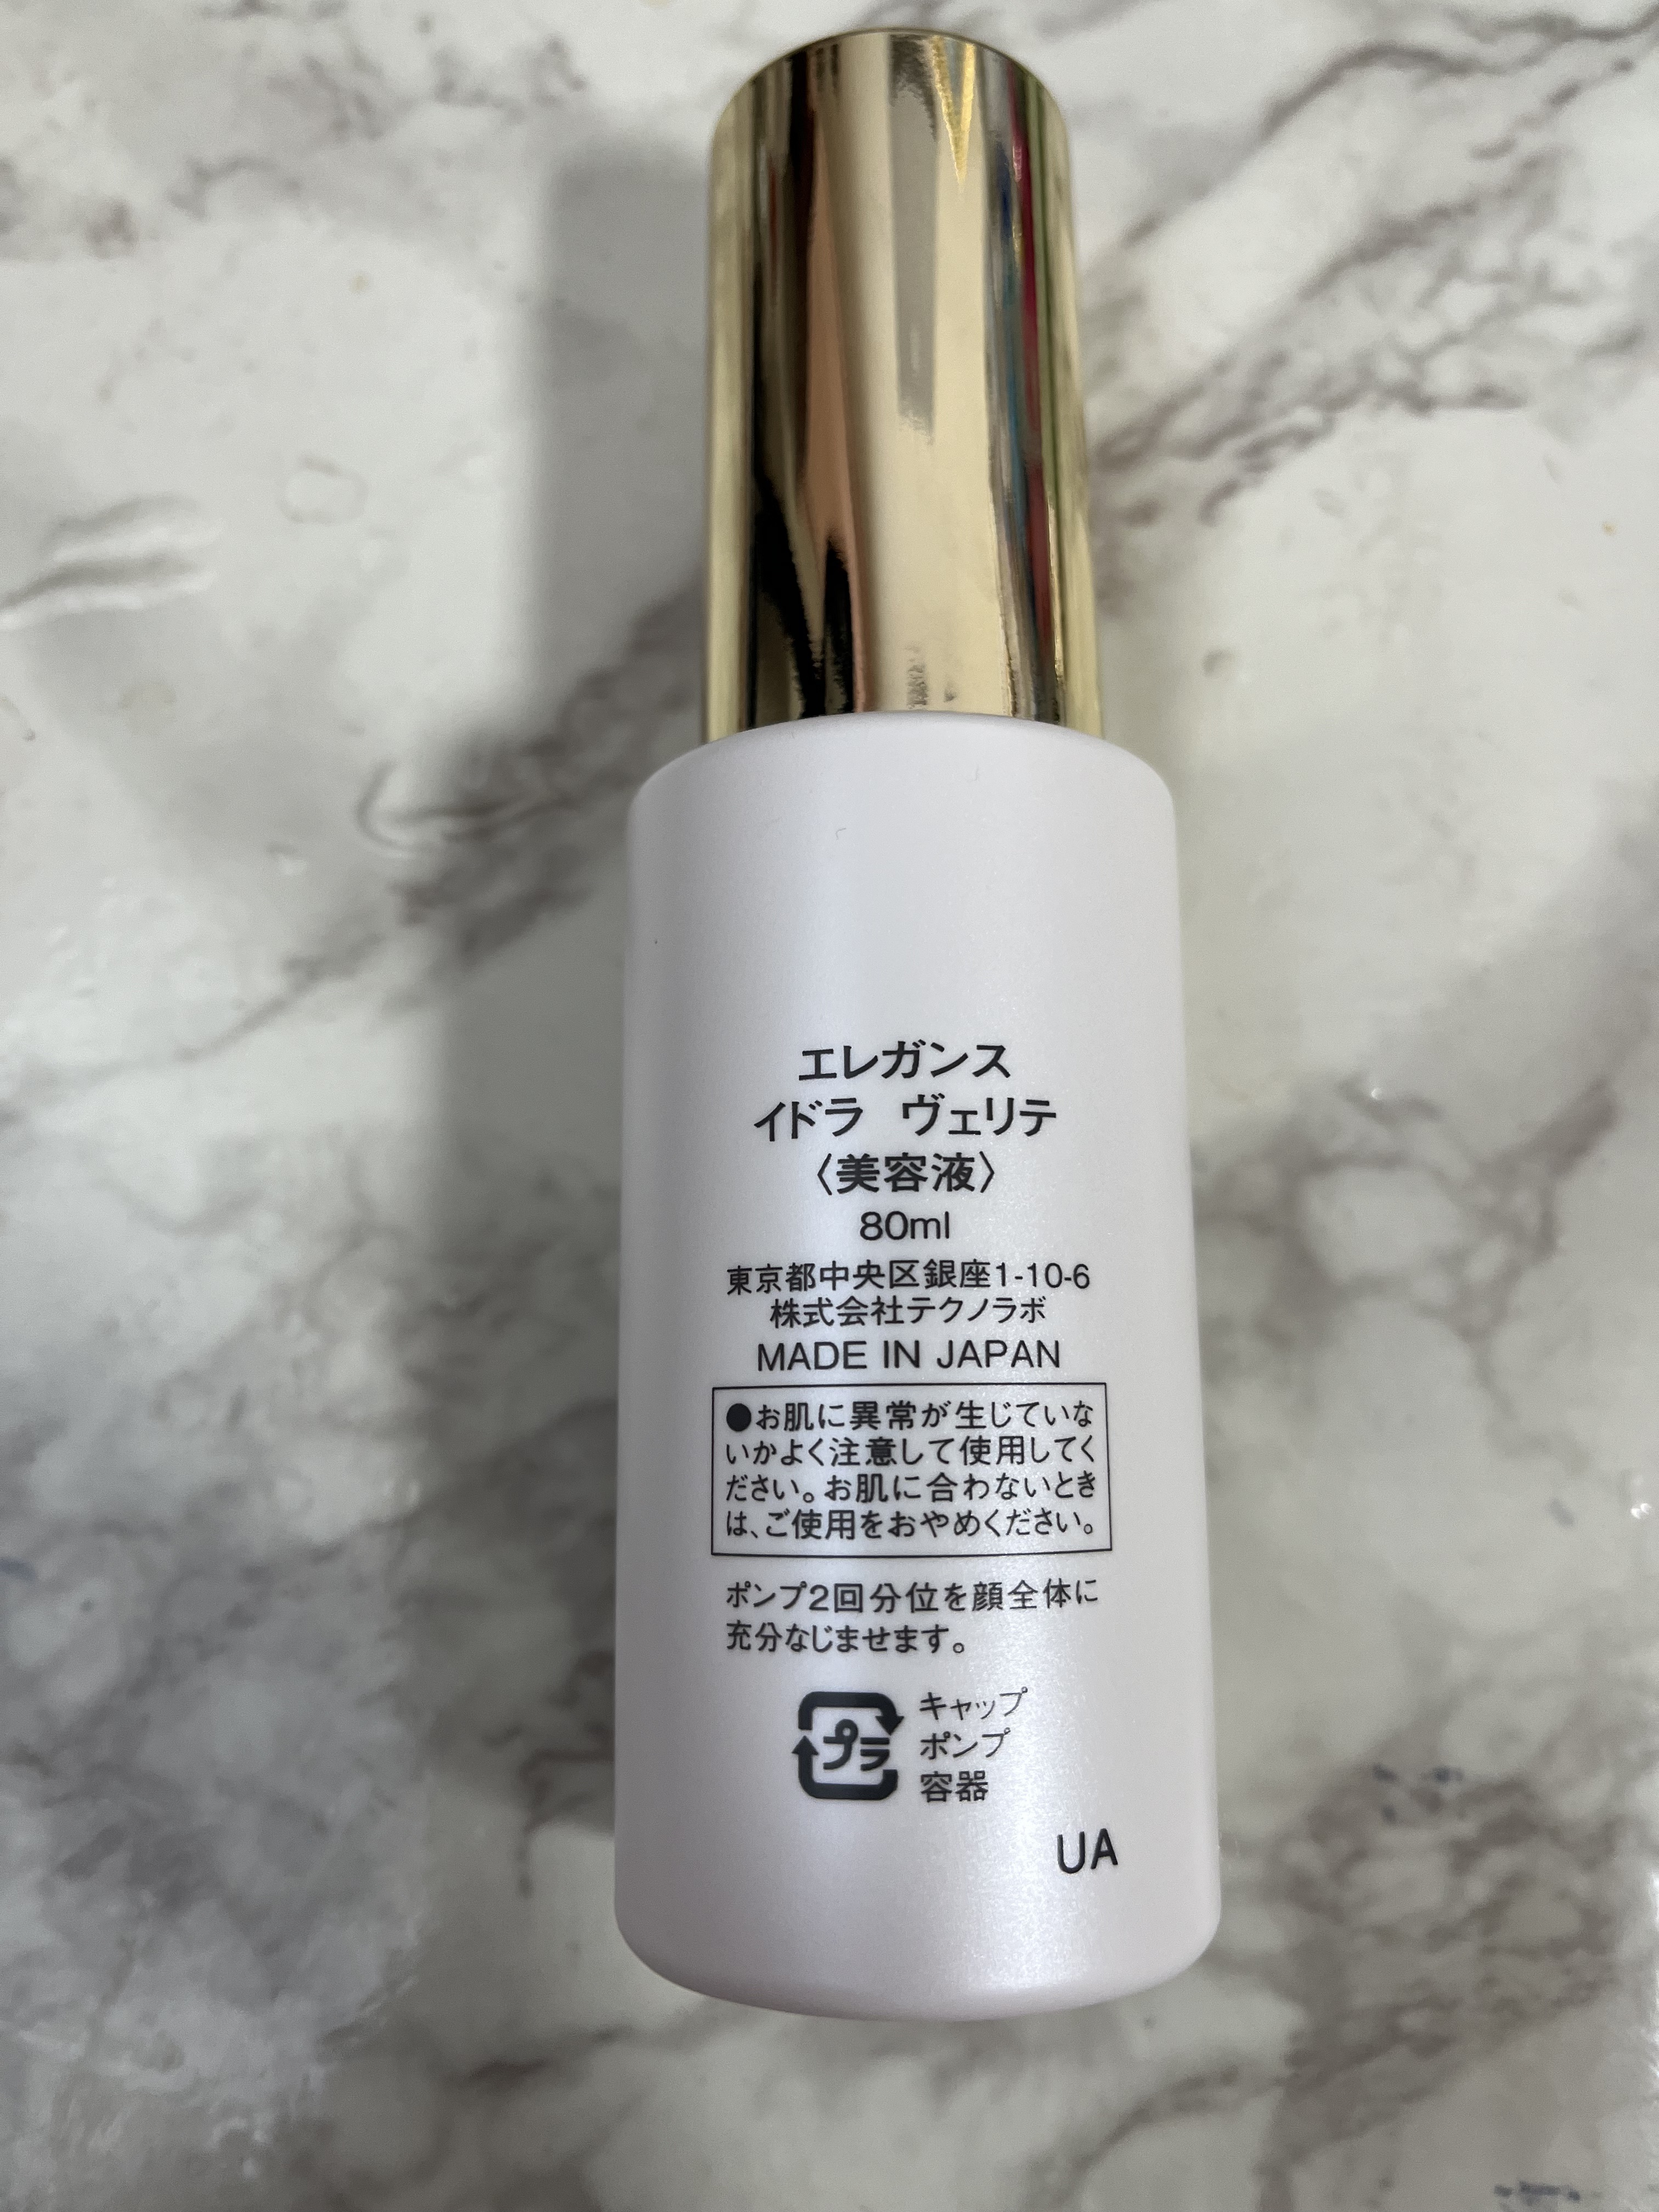 エレガンス
イドラ ヴェリテ
〈美容液〉
80ml
東京都中央区銀座1-10-6
株式会社テクノラボ
MADE IN JAPAN
●お肌に異常が生じていな
いかよく注意して使用してく
ださい。お肌に合わないとき
は、ご使用をおやめください。
ポンプ2回分位を顔全体に
充分なじませます。
プラ
キャップ
ポンプ
容器
UA